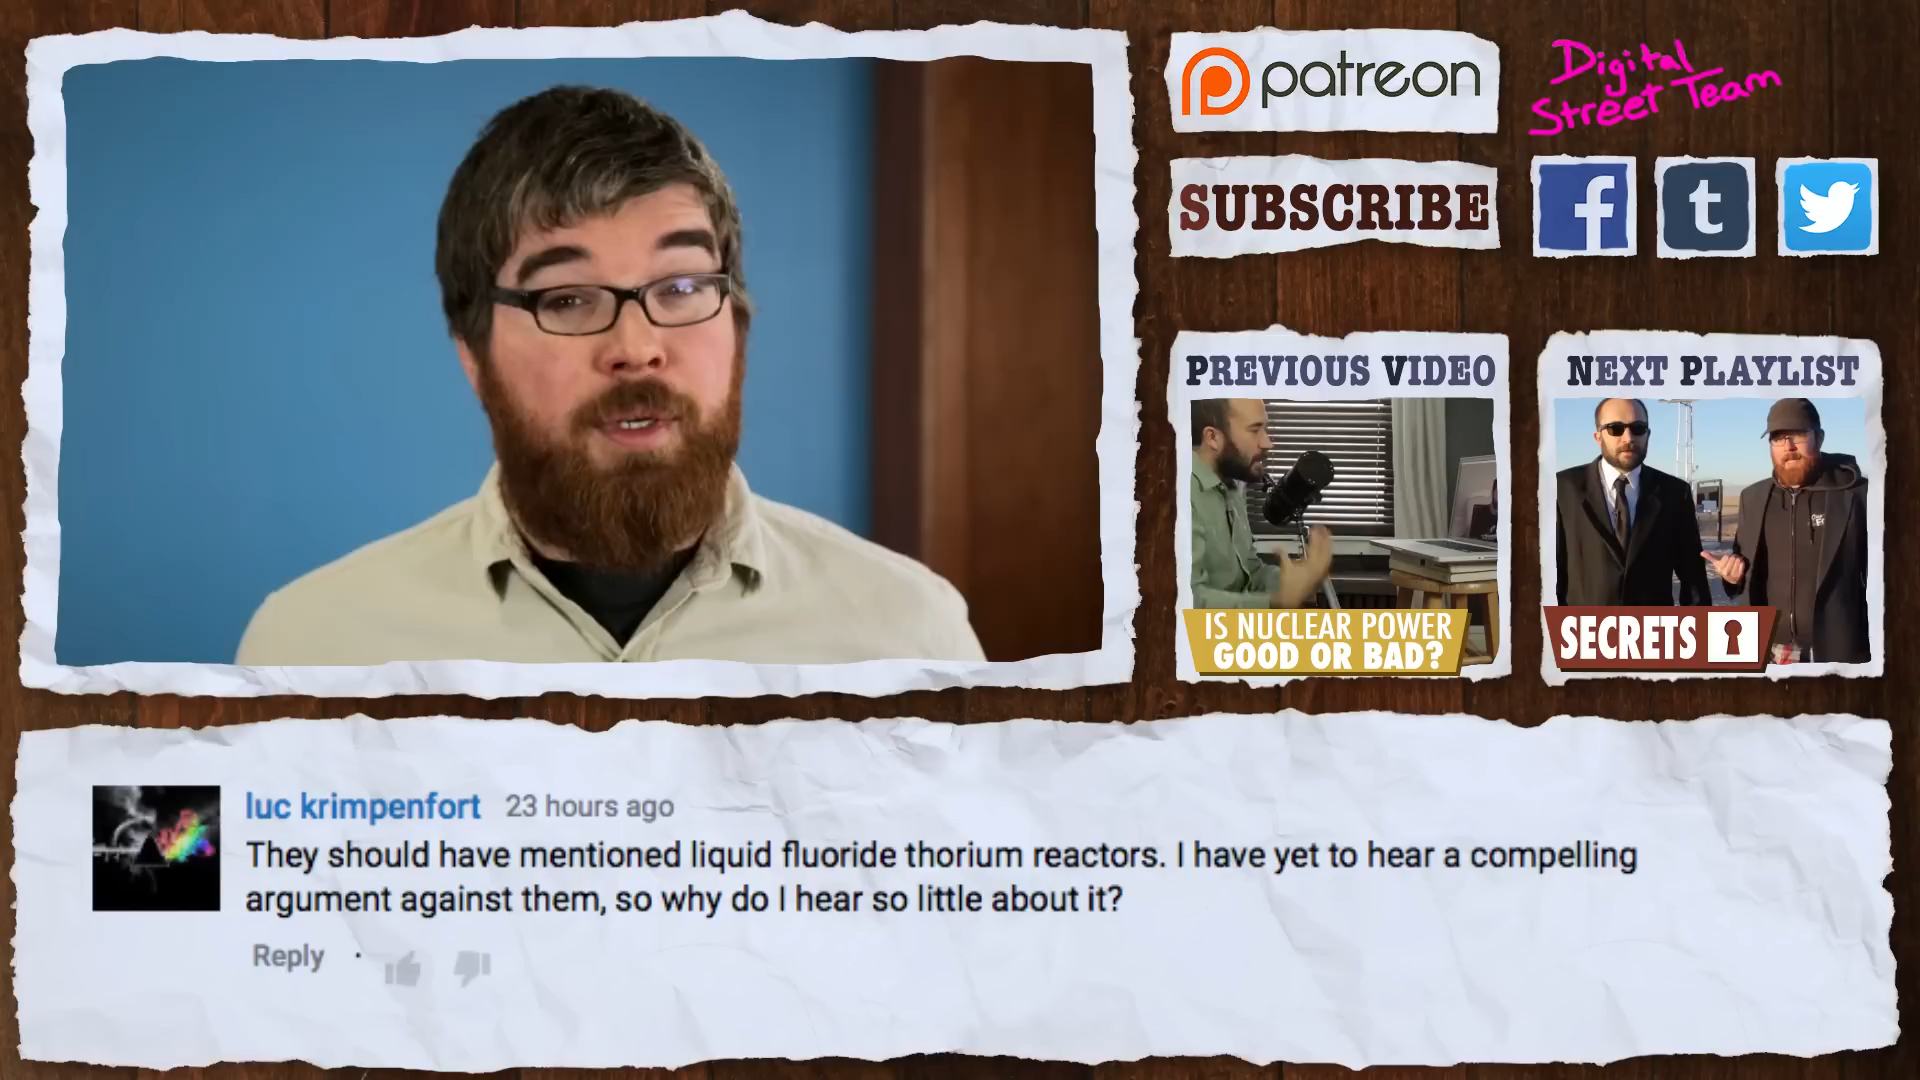 patreon
Digital
Street Team
SUBSCRIBE
f
t
PREVIOUS VIDEO
NEXT PLAYLIST
IS NUCLEAR POWER
GOOD OR BAD?
SECRETS
luc krimpenfort 23 hours ago
They should have mentioned liquid fluoride thorium reactors. I have yet to hear a compelling
argument against them, so why do I hear so little about it?
Reply ·